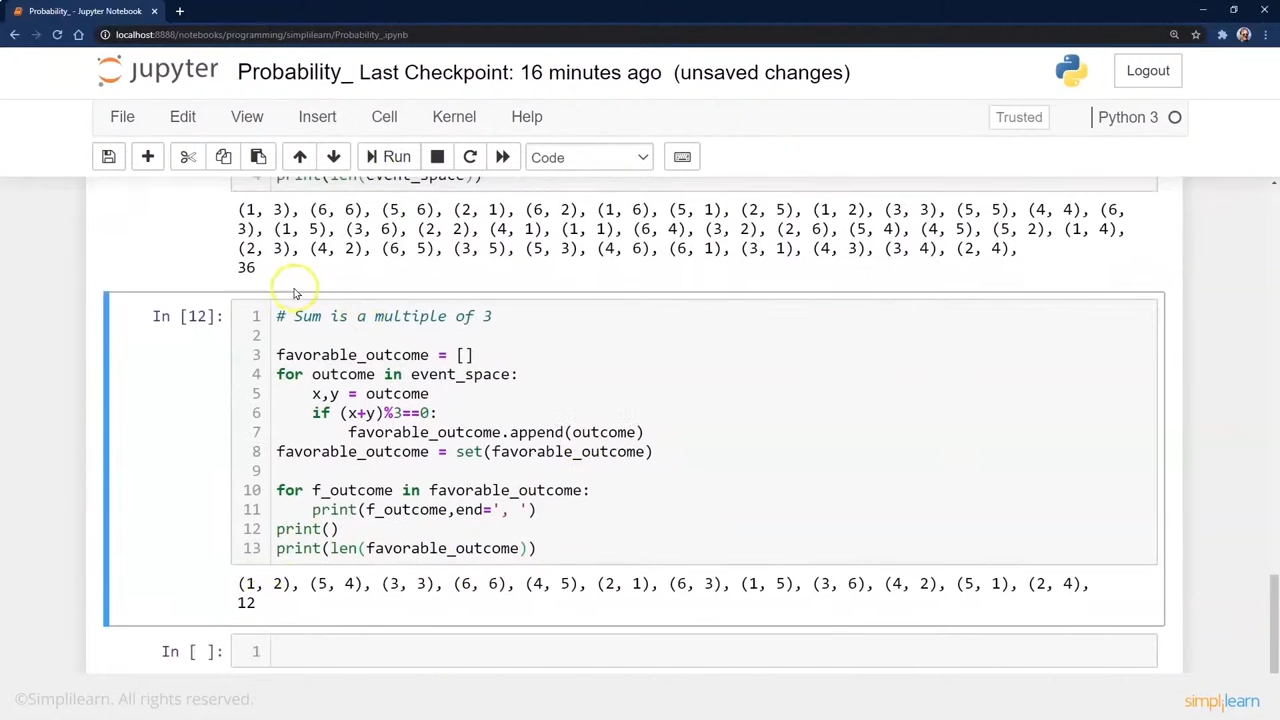 Probability_ - Jupyter Notebook
localhost:8888/notebooks/programming/simplilearn/Probability_.ipynb
jupyter Probability_ Last Checkpoint: 16 minutes ago (unsaved changes) Logout
File Edit View Insert Cell Kernel Help Trusted Python 3
Run Code
4 print(len(event_space))
(1, 3), (6, 6), (5, 6), (2, 1), (6, 2), (1, 6), (5, 1), (2, 5), (1, 2), (3, 3), (5, 5), (4, 4), (6,
3), (1, 5), (3, 6), (2, 2), (4, 1), (1, 1), (6, 4), (3, 2), (2, 6), (5, 4), (4, 5), (5, 2), (1, 4),
(2, 3), (4, 2), (6, 5), (3, 5), (5, 3), (4, 6), (6, 1), (3, 1), (4, 3), (3, 4), (2, 4),
36
In [12]: 1 # Sum is a multiple of 3
2
3 favorable_outcome = []
4 for outcome in event_space:
5 x,y = outcome
6 if (x+y)%3==0:
7 favorable_outcome.append(outcome)
8 favorable_outcome = set(favorable_outcome)
9
10 for f_outcome in favorable_outcome:
11 print(f_outcome,end=', ')
12 print()
13 print(len(favorable_outcome))
(1, 2), (5, 4), (3, 3), (6, 6), (4, 5), (2, 1), (6, 3), (1, 5), (3, 6), (4, 2), (5, 1), (2, 4),
12
In [ ]: 1
©Simplilearn. All rights reserved. simplilearn